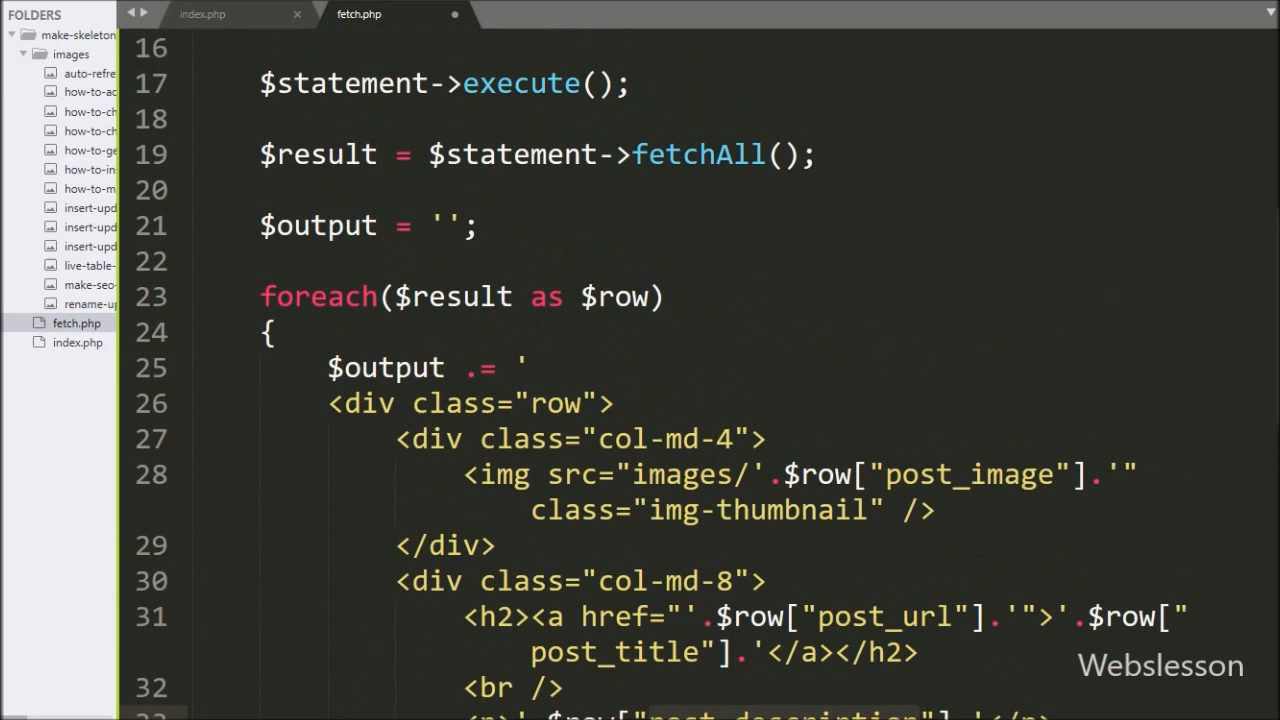 FOLDERS
make-skeleton
images
auto-refre
how-to-ac
how-to-ch
how-to-ch
how-to-ge
how-to-in
how-to-m
insert-upd
insert-upd
insert-upd
live-table-
make-seo-
rename-up
fetch.php
index.php
index.php ×
fetch.php
16
17 $statement->execute();
18
19 $result = $statement->fetchAll();
20
21 $output = '';
22
23 foreach($result as $row)
24 {
25 $output .= '
26 <div class="row">
27 <div class="col-md-4">
28 <img src="images/'.$row["post_image"].'"
class="img-thumbnail" />
29 </div>
30 <div class="col-md-8">
31 <h2><a href="'.$row["post_url"].'">'.$row["
post_title"].'</a></h2>
32 <br />
33 <p>'.$row["post_description"].'</p>
Webslesson